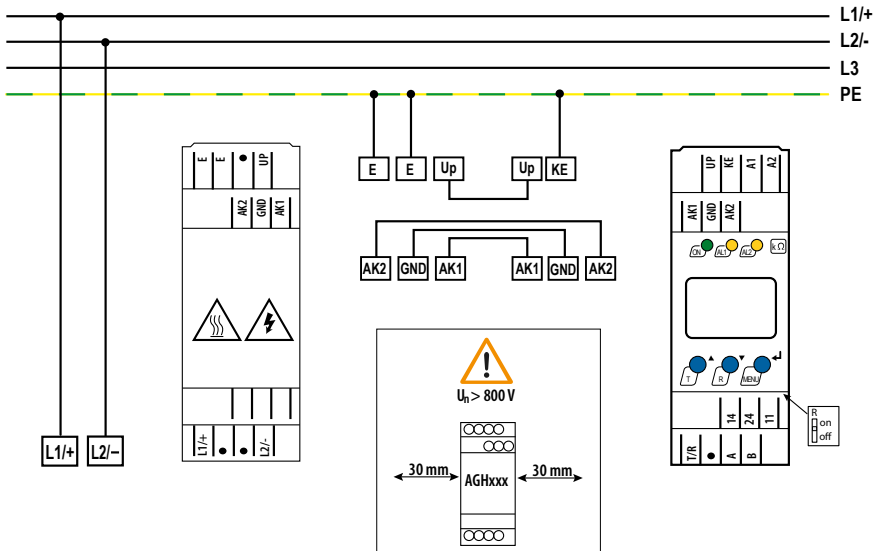 L1/+
L2/-
L3
PE
E E • UP
AK2 GND AK1
L1/+ • • L2/-
L1/+ L2/–
E E Up Up KE
AK2 GND AK1 AK1 GND AK2
Un > 800 V
30 mm 30 mm
AGHxxx
UP KE A1 A2
AK1 GND AK2
ON AL1 AL2 kΩ
T R MENU
14 24 11
T/R • A B
R
on
off